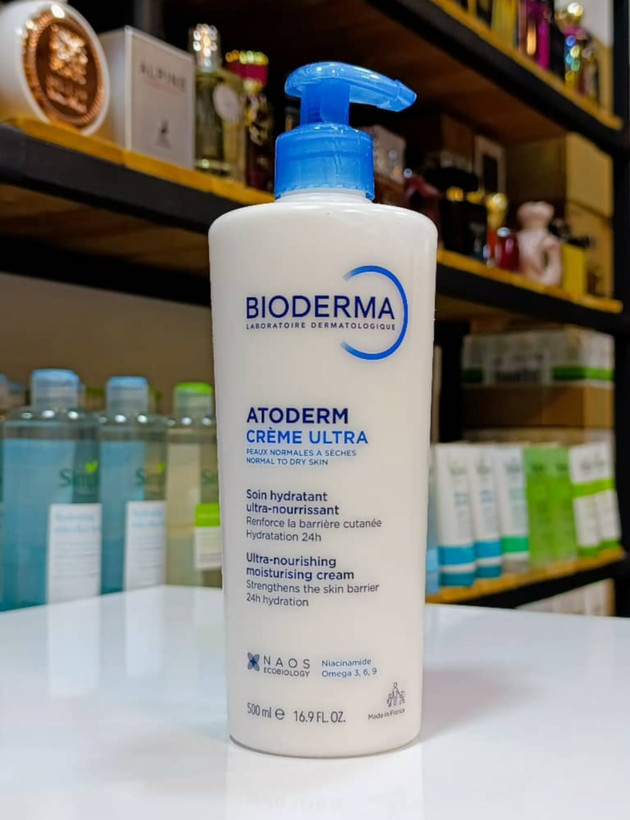 ALPINE
BIODERMA
LABORATOIRE DERMATOLOGIQUE
ATODERM
CRÈME ULTRA
PEAUX NORMALES A SÈCHES
NORMAL TO DRY SKIN
Soin hydratant
ultra-nourrissant
Renforce la barrière cutanée
Hydratation 24h
Ultra-nourishing
moisturising cream
Strengthens the skin barrier
24h hydration
NAOS
ECOBIOLOGY
Niacinamide
Omega 3, 6, 9
500 ml e 16.9 FL. OZ.
Made in France